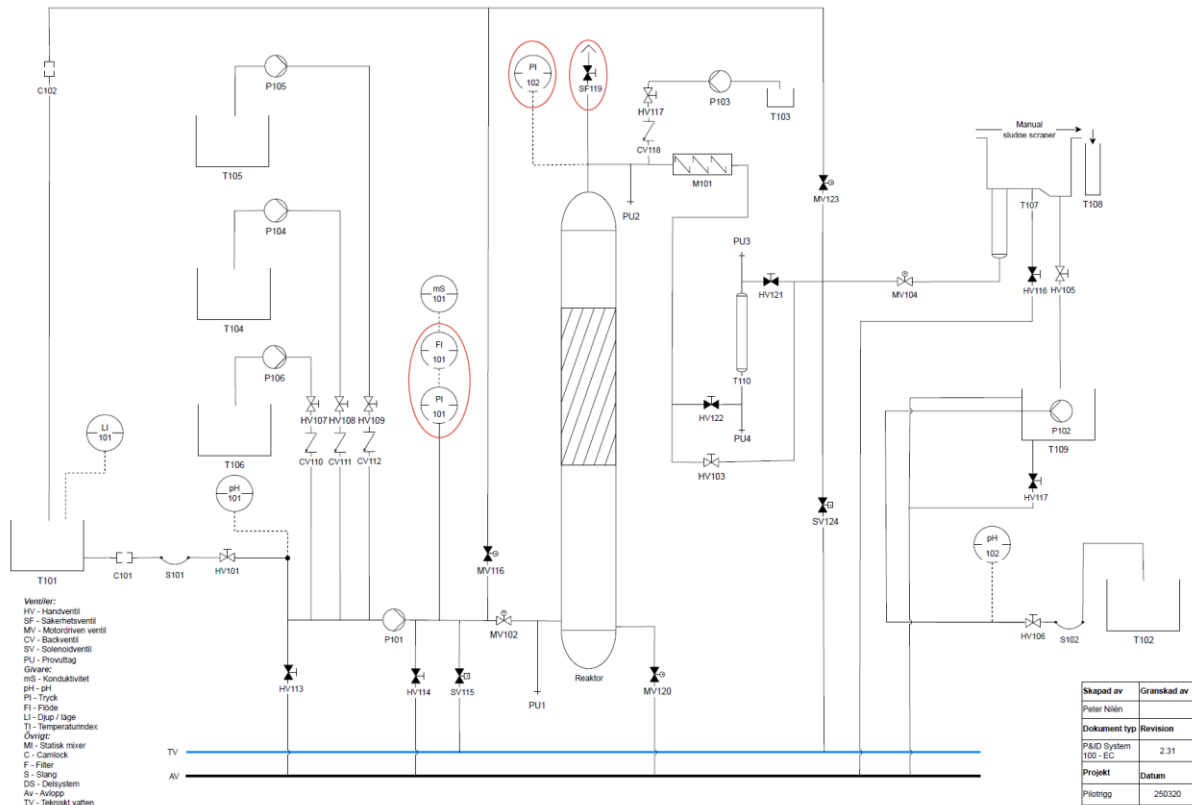 C102
P105
T105
P104
T104
P106
T106
LI
101
pH
101
HV107
HV108
HV109
CV110
CV111
CV112
mS
101
FI
101
PI
101
PI
102
SF119
HV117
CV118
P103
T103
M101
PU2
MV123
PU3
HV121
T110
HV122
PU4
HV103
MV104
Manual
sludge scraper
T107
T108
HV116
HV105
P102
T109
HV117
SV124
pH
102
HV106
S102
T102
T101
C101
S101
HV101
P101
MV116
MV102
HV113
HV114
SV115
PU1
Reaktor
MV120
TV
AV
Ventiler:
HV - Handventil
SF - Säkerhetsventil
MV - Motordriven ventil
CV - Backventil
SV - Solenoidventil
PU - Provuttag
Givare:
mS - Konduktivitet
pH - pH
PI - Tryck
FI - Flöde
LI - Djup / läge
TI - Temperaturindex
Övrigt:
MI - Statisk mixer
C - Camlock
F - Filter
S - Slang
DS - Delsystem
Av - Avlopp
TV - Tekniskt vatten
Skapad av Granskad av
Peter Nilén
Dokument typ Revision
P&ID System
100 - EC
2.31
Projekt Datum
Pilotrigg 250320